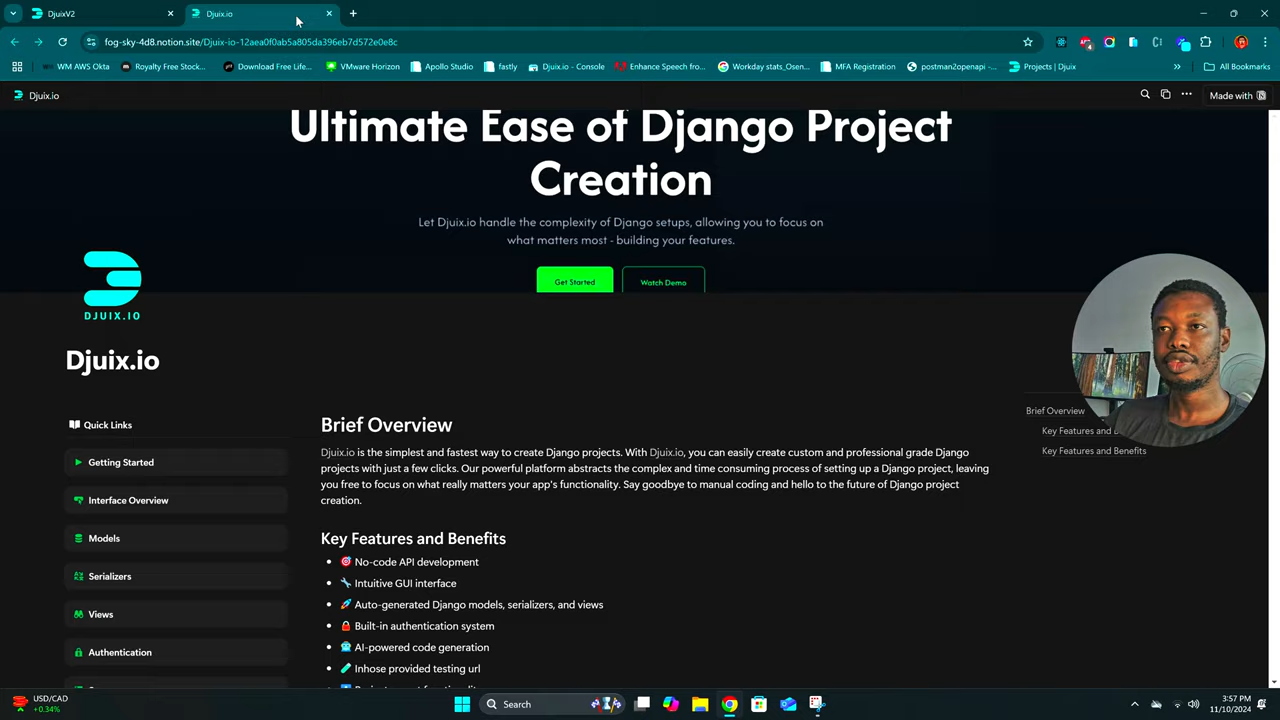 DjuixV2
Djuix.io
fog-sky-4d8.notion.site/Djuix-io-12aea0f0ab5a805da396eb7d572e0e8c
WM AWS Okta
Royalty Free Stock...
Download Free Life...
VMware Horizon
Apollo Studio
fastly
Djuix.io - Console
Enhance Speech fro...
Workday stats_Osen...
MFA Registration
postman2openapi -...
Projects | Djuix
All Bookmarks
Djuix.io
Made with
Ultimate Ease of Django Project
Creation
Let Djuix.io handle the complexity of Django setups, allowing you to focus on
what matters most - building your features.
Get Started
Watch Demo
DJUIX.IO
Djuix.io
Quick Links
Getting Started
Interface Overview
Models
Serializers
Views
Authentication
Brief Overview
Djuix.io is the simplest and fastest way to create Django projects. With Djuix.io, you can easily create custom and professional grade Django
projects with just a few clicks. Our powerful platform abstracts the complex and time consuming process of setting up a Django project, leaving
you free to focus on what really matters your app's functionality. Say goodbye to manual coding and hello to the future of Django project
creation.
Key Features and Benefits
No-code API development
Intuitive GUI interface
Auto-generated Django models, serializers, and views
Built-in authentication system
AI-powered code generation
Inhose provided testing url
Brief Overview
Key Features and
Key Features and Benefits
USD/CAD
+0.34%
Search
3:57 PM
11/10/2024